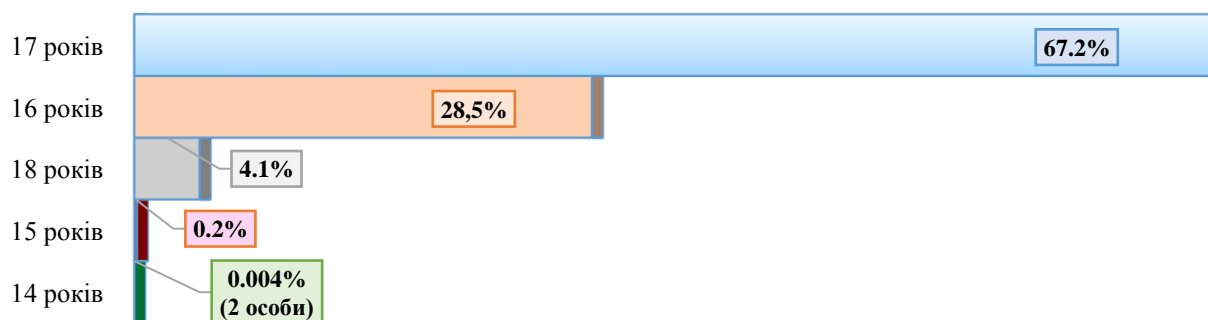 17 років
67.2%
16 років
28,5%
18 років
4.1%
15 років
0.2%
14 років
0.004%
(2 особи)